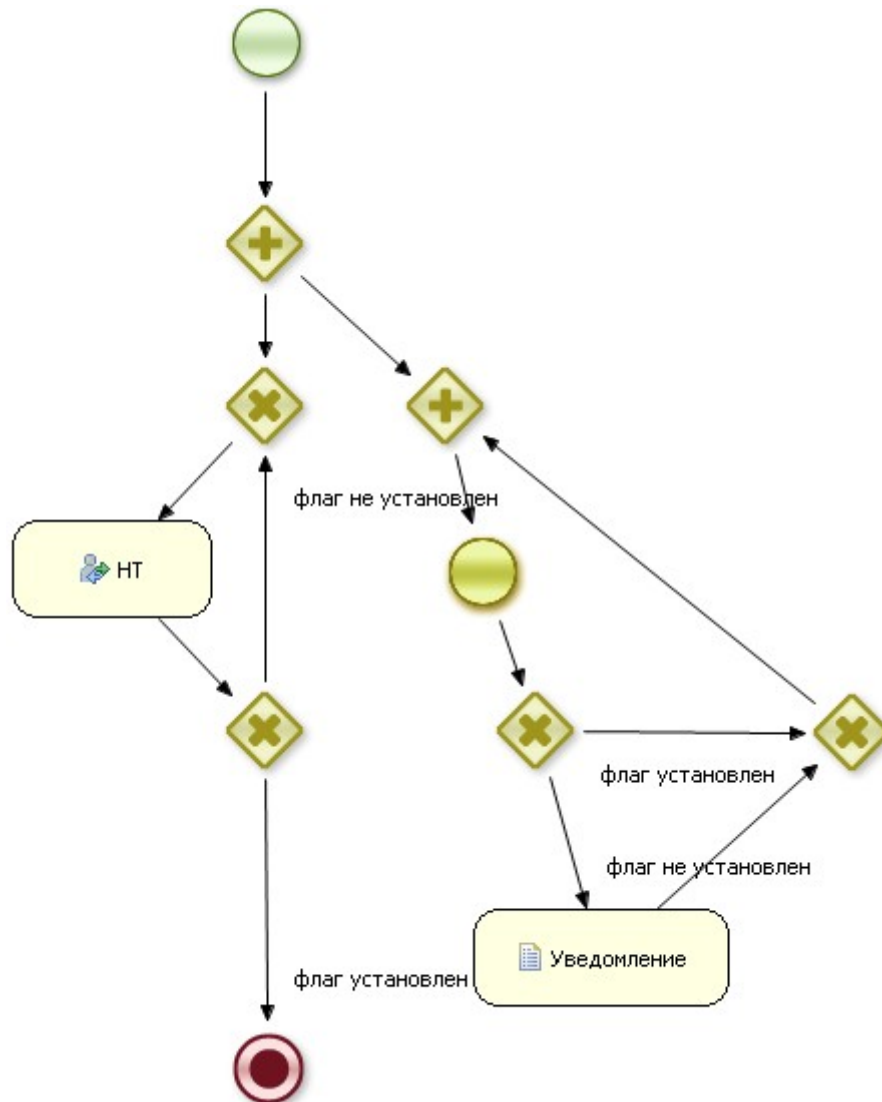 флаг не установлен
НТ
флаг установлен
флаг не установлен
Уведомление
флаг установлен